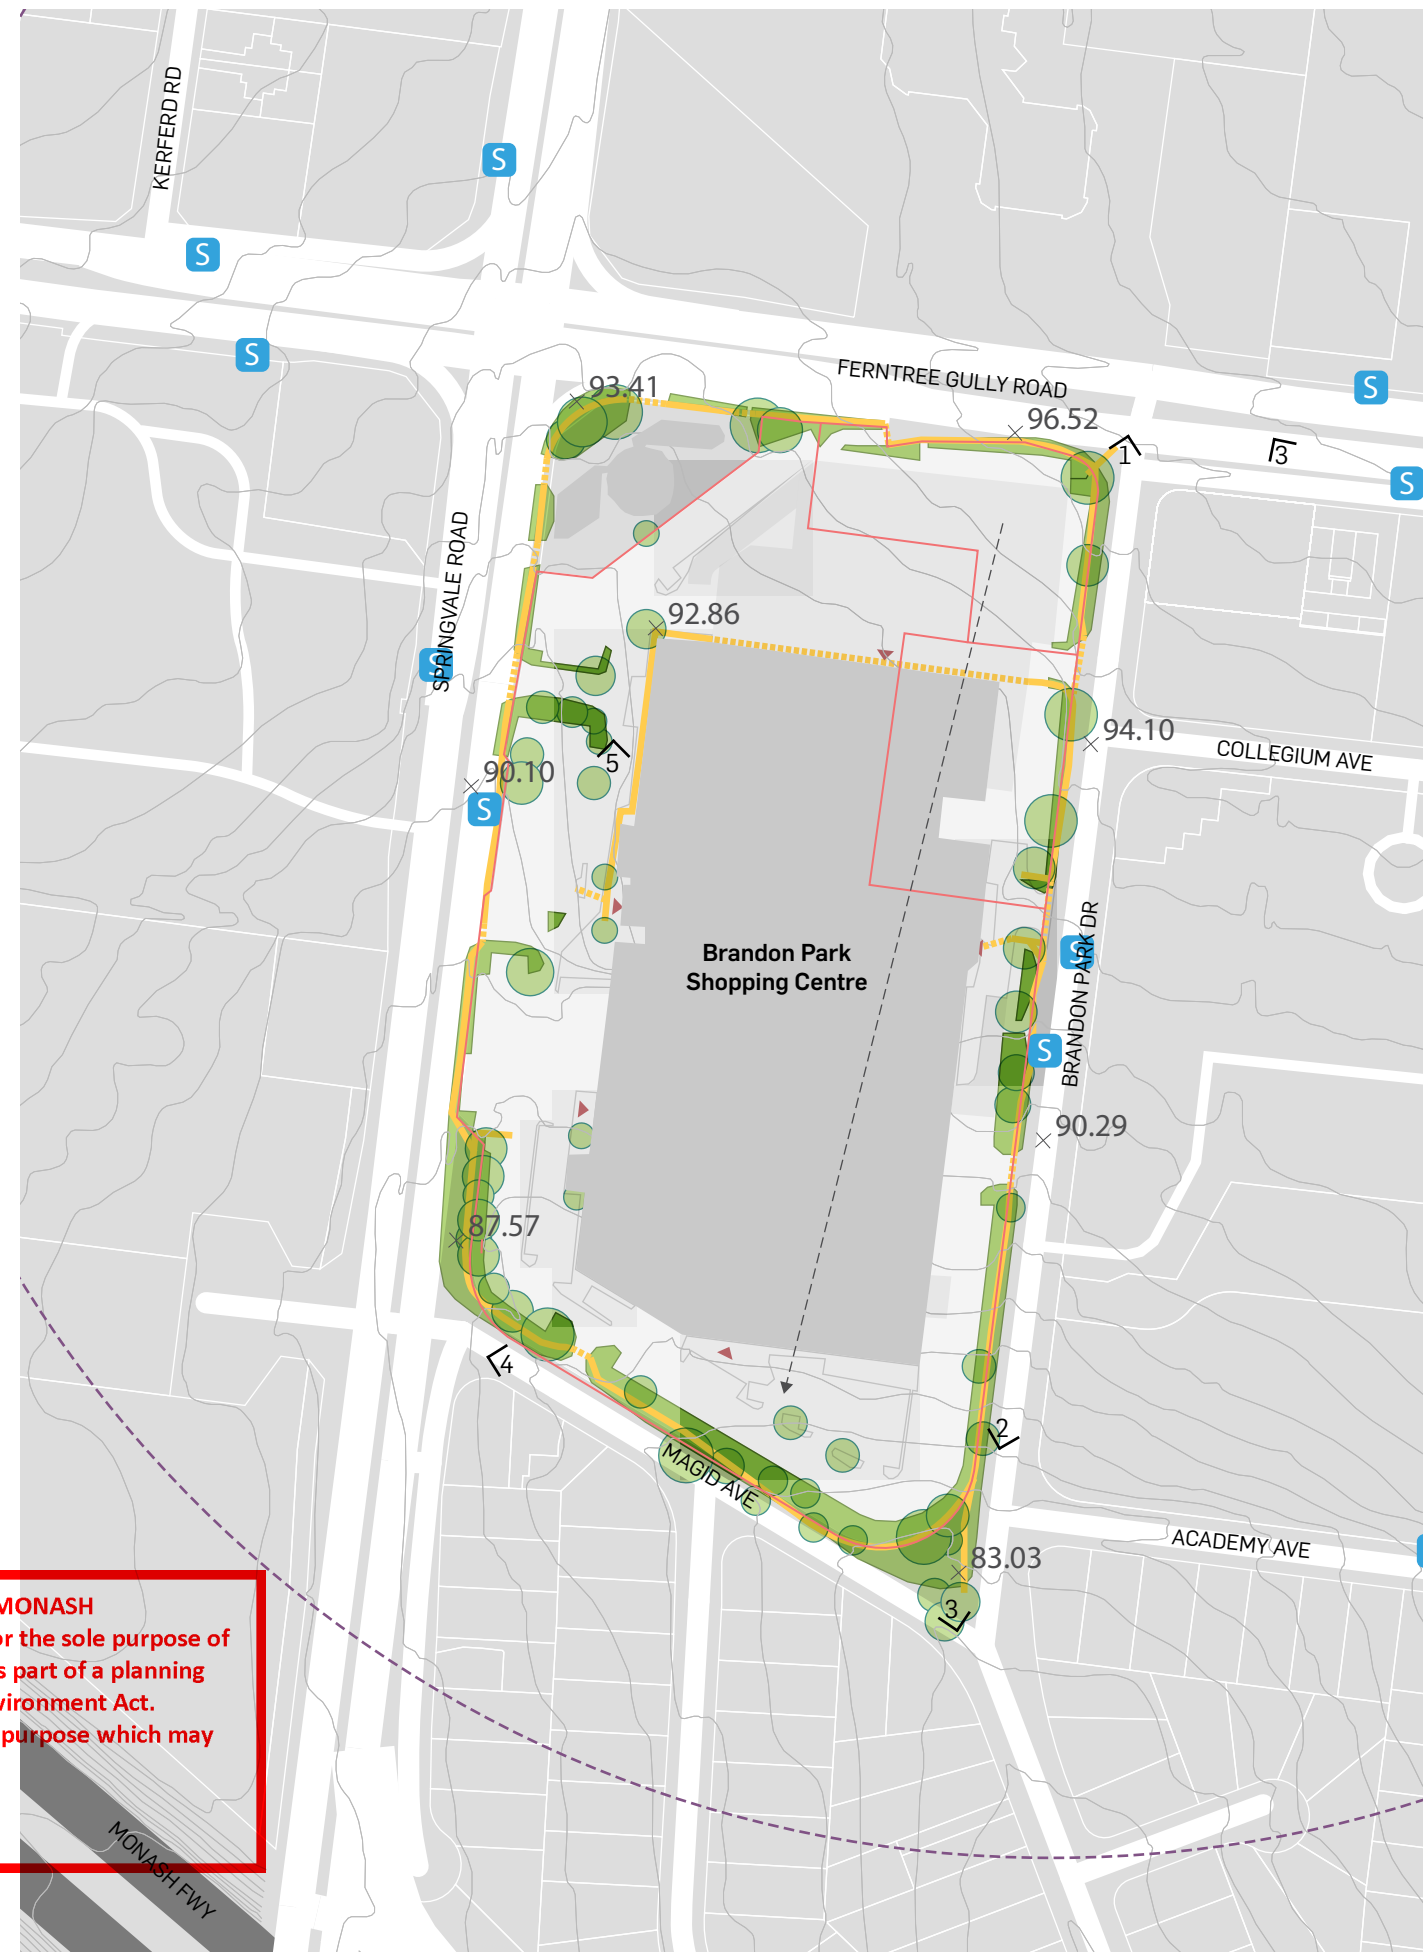 KERFERD RD
S
S
S
FERNTREE GULLY ROAD
93.41
S
96.52
1
3
S
SPRINGVALE ROAD
92.86
S
94.10
COLLEGIUM AVE
5
90.10
S
Brandon Park
Shopping Centre
S
BRANDON PARK DR
S
90.29
87.57
4
2
MAGID AVE
ACADEMY AVE
83.03
3
MONASH
or the sole purpose of
s part of a planning
vironment Act.
purpose which may
MONASH FWY